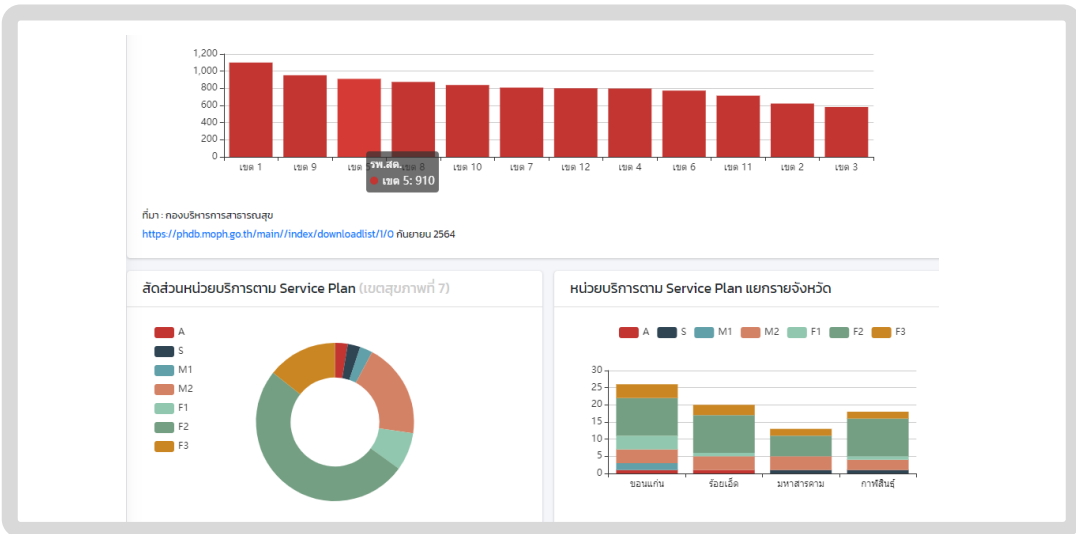 1,200
1,000
800
600
400
200
0
เขต 1
เขต 9
เขต 8
เขต 10
เขต 7
เขต 12
เขต 4
เขต 6
เขต 11
เขต 2
เขต 3
รพ.สต.
เขต 5: 910
ที่มา : กองบริหารการสาธารณสุข
https://phdb.moph.go.th/main//index/downloadlist/1/0 กันยายน 2564
สัดส่วนหน่วยบริการตาม Service Plan (เขตสุขภาพที่ 7)
A
S
M1
M2
F1
F2
F3
หน่วยบริการตาม Service Plan แยกรายจังหวัด
A S M1 M2 F1 F2 F3
30
25
20
15
10
5
0
ขอนแก่น ร้อยเอ็ด มหาสารคาม กาฬสินธุ์